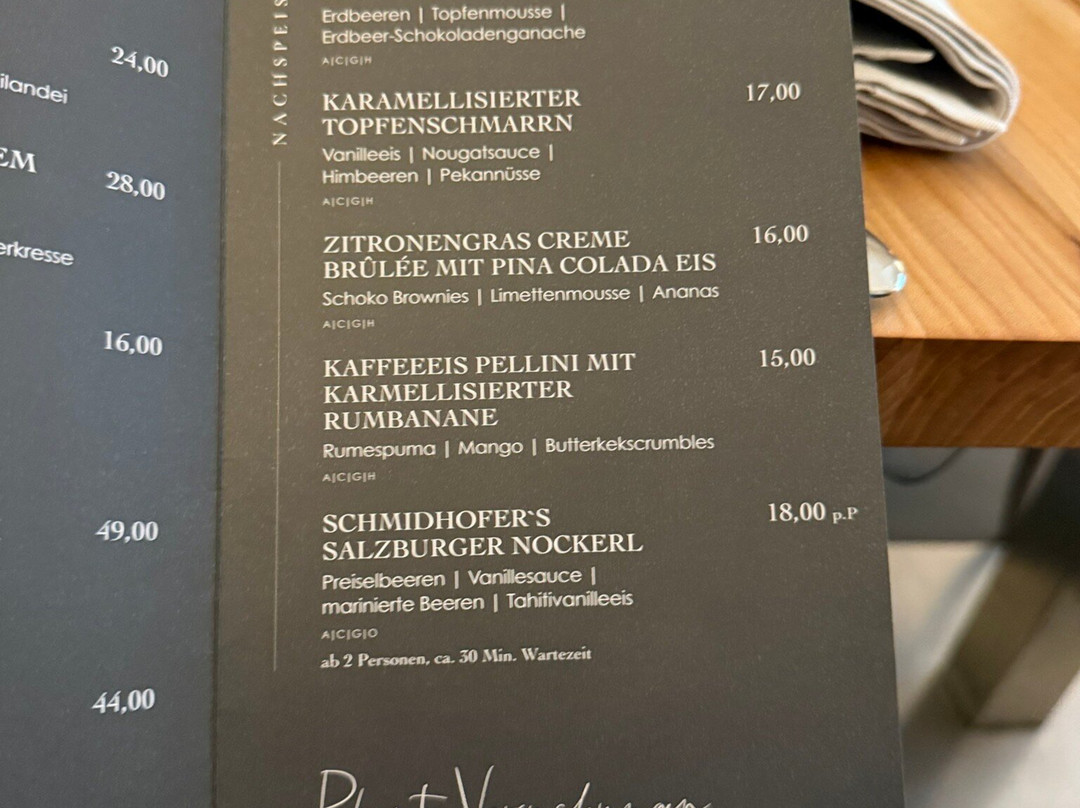 24,00
ilandei
EM
28,00
erkresse
16,00
49,00
44,00
NACHSPEIS
Erdbeeren | Topfenmousse |
Erdbeer-Schokoladenganache
A|C|G|H
KARAMELLISIERTER 17,00
TOPFENSCHMARRN
Vanilleeis | Nougatsauce |
Himbeeren | Pekannüsse
A|C|G|H
ZITRONENGRAS CREME 16,00
BRÛLÉE MIT PINA COLADA EIS
Schoko Brownies | Limettenmousse | Ananas
A|C|G|H
KAFFEEEIS PELLINI MIT 15,00
KARMELLISIERTER
RUMBANANE
Rumespuma | Mango | Butterkekscrumbles
A|C|G|H
SCHMIDHOFER`S 18,00 p.P
SALZBURGER NOCKERL
Preiselbeeren | Vanillesauce |
marinierte Beeren | Tahitivanilleeis
A|C|G|O
ab 2 Personen, ca. 30 Min. Wartezeit